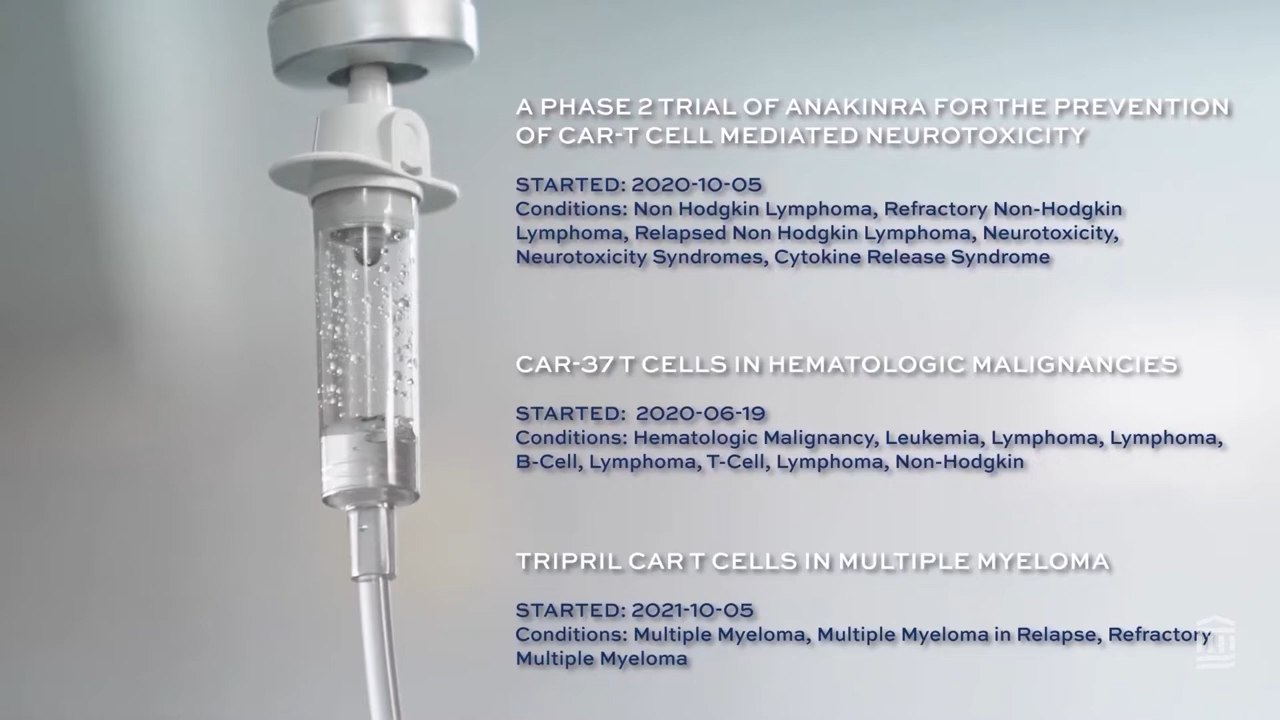 A PHASE 2 TRIAL OF ANAKINRA FOR THE PREVENTION
OF CAR-T CELL MEDIATED NEUROTOXICITY
STARTED: 2020-10-05
Conditions: Non Hodgkin Lymphoma, Refractory Non-Hodgkin
Lymphoma, Relapsed Non Hodgkin Lymphoma, Neurotoxicity,
Neurotoxicity Syndromes, Cytokine Release Syndrome
CAR-37 T CELLS IN HEMATOLOGIC MALIGNANCIES
STARTED: 2020-06-19
Conditions: Hematologic Malignancy, Leukemia, Lymphoma, Lymphoma,
B-Cell, Lymphoma, T-Cell, Lymphoma, Non-Hodgkin
TRIPRIL CAR T CELLS IN MULTIPLE MYELOMA
STARTED: 2021-10-05
Conditions: Multiple Myeloma, Multiple Myeloma in Relapse, Refractory
Multiple Myeloma